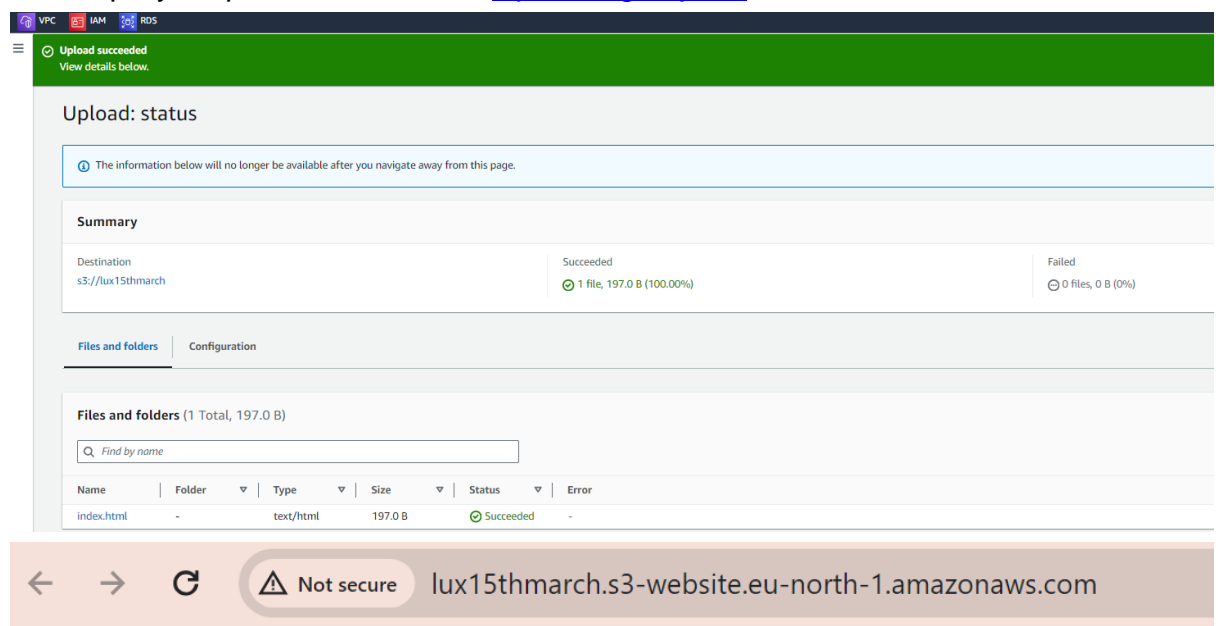 VPC IAM RDS
Upload succeeded
View details below.
Upload: status
The information below will no longer be available after you navigate away from this page.
Summary
Destination
s3://lux15thmarch
Succeeded
1 file, 197.0 B (100.00%)
Failed
0 files, 0 B (0%)
Files and folders Configuration
Files and folders (1 Total, 197.0 B)
Find by name
Name Folder Type Size Status Error
index.html - text/html 197.0 B Succeeded -
Not secure lux15thmarch.s3-website.eu-north-1.amazonaws.com